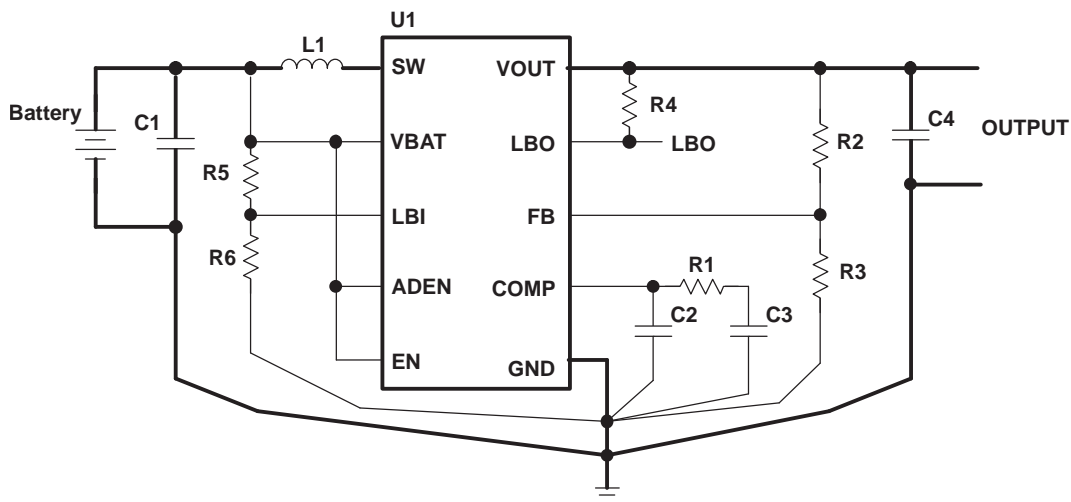 U1
L1
SW
VOUT
Battery
C1
R4
C4
OUTPUT
R2
VBAT
LBO
LBO
R5
LBI
FB
R6
R1
R3
ADEN
COMP
C2
C3
EN
GND